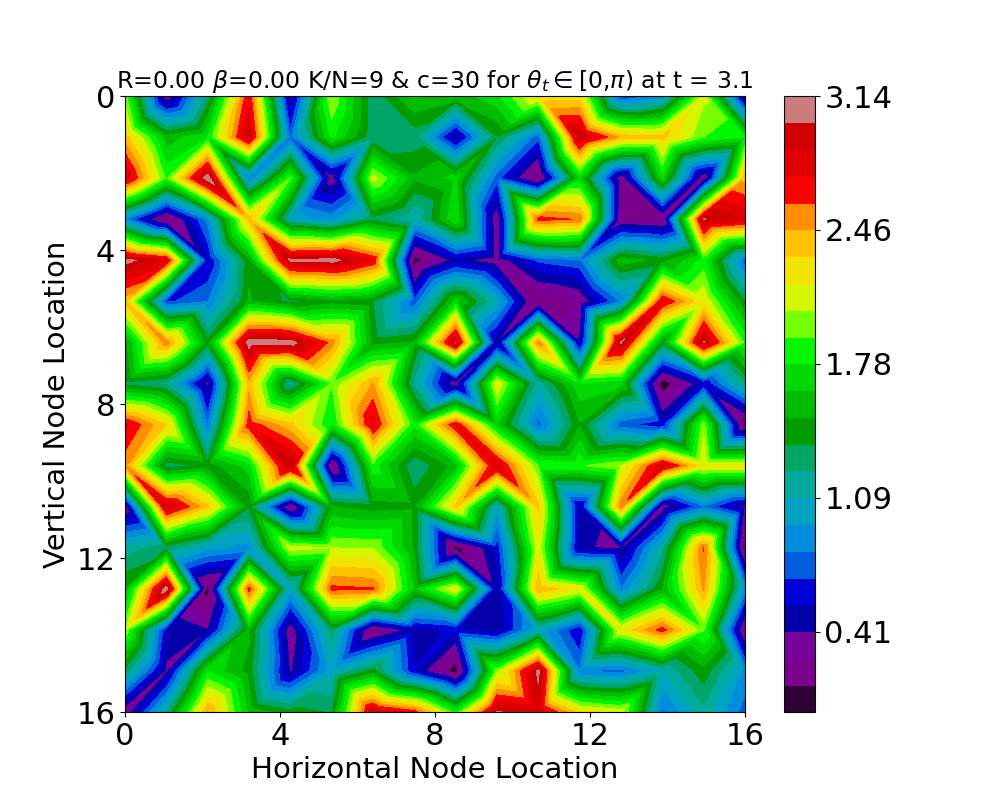 R=0.00 β=0.00 K/N=9 & c=30 for θₜ ∈ [0,π) at t = 3.1
0
4
8
12
16
Vertical Node Location
0 4 8 12 16
Horizontal Node Location
3.14
2.46
1.78
1.09
0.41